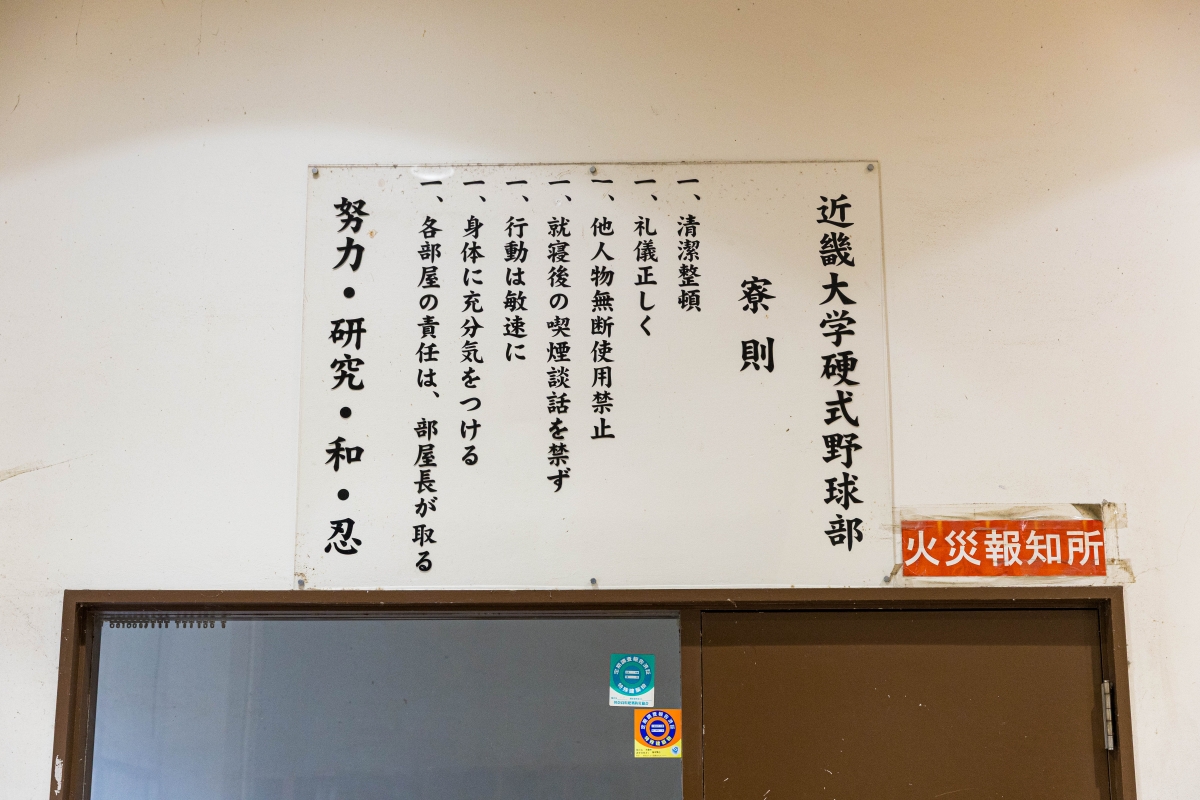 近畿大学硬式野球部
寮則
一、清潔整頓
一、礼儀正しく
一、他人物無断使用禁止
一、就寝後の喫煙談話を禁ず
一、行動は敏速に
一、身体に充分気をつける
一、各部屋の責任は、部屋長が取る
努力・研究・和・忍
火災報知所